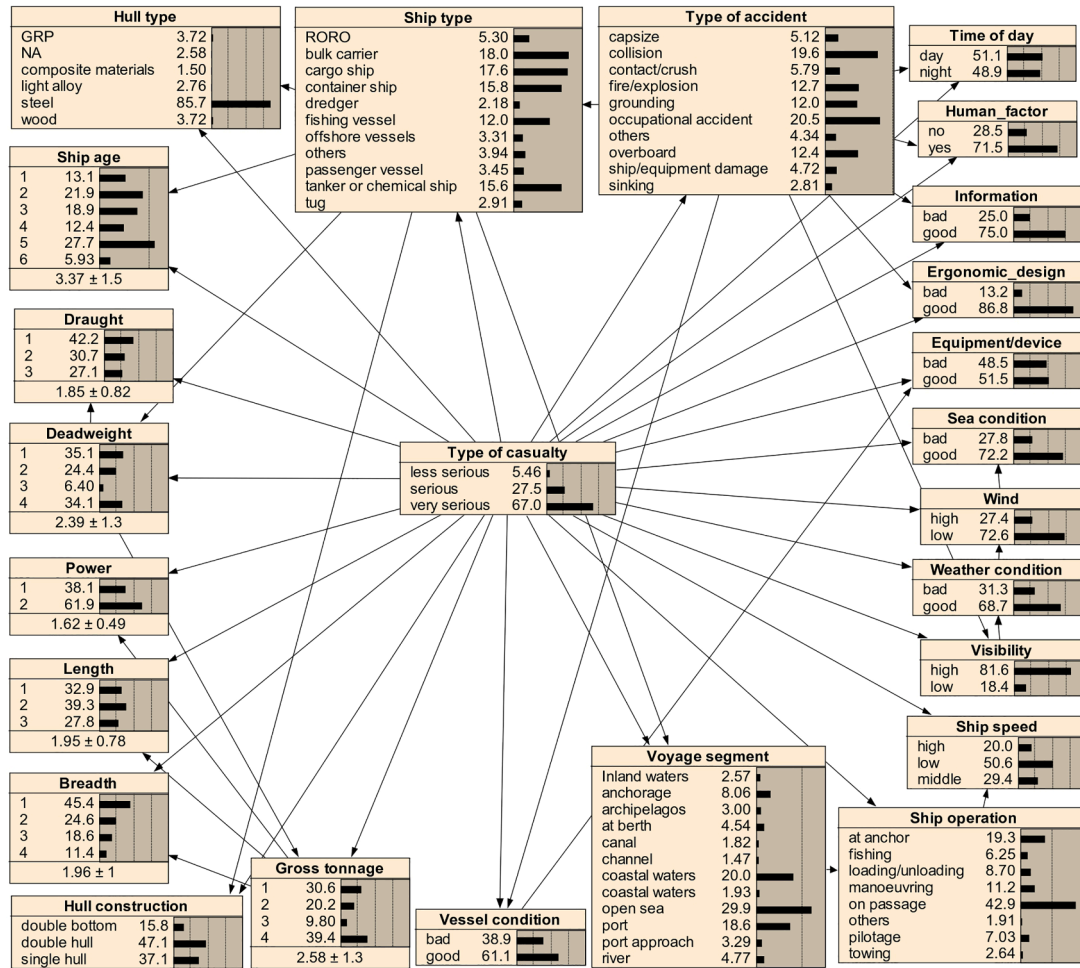 Hull type
GRP 3.72
NA 2.58
composite materials 1.50
light alloy 2.76
steel 85.7
wood 3.72
Ship type
RORO 5.30
bulk carrier 18.0
cargo ship 17.6
container ship 15.8
dredger 2.18
fishing vessel 12.0
offshore vessels 3.31
others 3.94
passenger vessel 3.45
tanker or chemical ship 15.6
tug 2.91
Type of accident
capsize 5.12
collision 19.6
contact/crush 5.79
fire/explosion 12.7
grounding 12.0
occupational accident 20.5
others 4.34
overboard 12.4
ship/equipment damage 4.72
sinking 2.81
Time of day
day 51.1
night 48.9
Human_factor
no 28.5
yes 71.5
Ship age
1 13.1
2 21.9
3 18.9
4 12.4
5 27.7
6 5.93
3.37 ± 1.5
Information
bad 25.0
good 75.0
Ergonomic_design
bad 13.2
good 86.8
Draught
1 42.2
2 30.7
3 27.1
1.85 ± 0.82
Equipment/device
bad 48.5
good 51.5
Deadweight
1 35.1
2 24.4
3 6.40
4 34.1
2.39 ± 1.3
Type of casualty
less serious 5.46
serious 27.5
very serious 67.0
Sea condition
bad 27.8
good 72.2
Wind
high 27.4
low 72.6
Power
1 38.1
2 61.9
1.62 ± 0.49
Weather condition
bad 31.3
good 68.7
Visibility
high 81.6
low 18.4
Length
1 32.9
2 39.3
3 27.8
1.95 ± 0.78
Ship speed
high 20.0
low 50.6
middle 29.4
Breadth
1 45.4
2 24.6
3 18.6
4 11.4
1.96 ± 1
Voyage segment
Inland waters 2.57
anchorage 8.06
archipelagos 3.00
at berth 4.54
canal 1.82
channel 1.47
coastal waters 20.0
coastal waters 1.93
open sea 29.9
port 18.6
port approach 3.29
river 4.77
Ship operation
at anchor 19.3
fishing 6.25
loading/unloading 8.70
manoeuvring 11.2
on passage 42.9
others 1.91
pilotage 7.03
towing 2.64
Gross tonnage
1 30.6
2 20.2
3 9.80
4 39.4
2.58 ± 1.3
Hull construction
double bottom 15.8
double hull 47.1
single hull 37.1
Vessel condition
bad 38.9
good 61.1